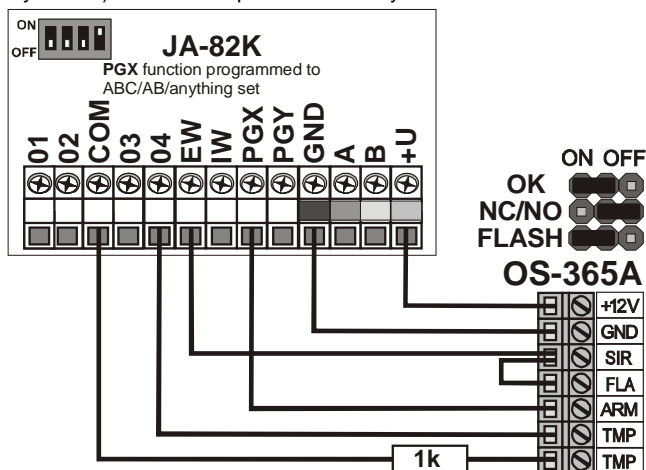 ON
OFF
JA-82K
PGX function programmed to
ABC/AB/anything set
01 02 COM 03 04 EW IW PGX PGY GND A B +U
ON OFF
OK
NC/NO
FLASH
OS-365A
+12V
GND
SIR
FLA
ARM
TMP
TMP
1k